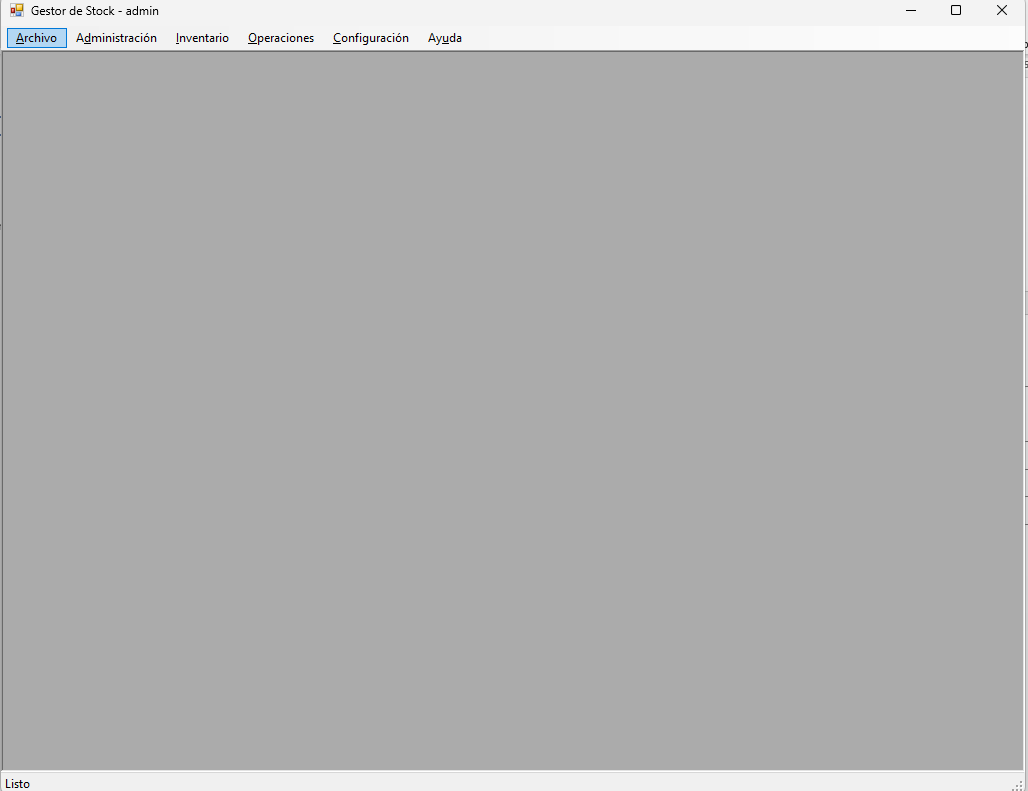 Gestor de Stock - admin
Archivo Administración Inventario Operaciones Configuración Ayuda
Listo